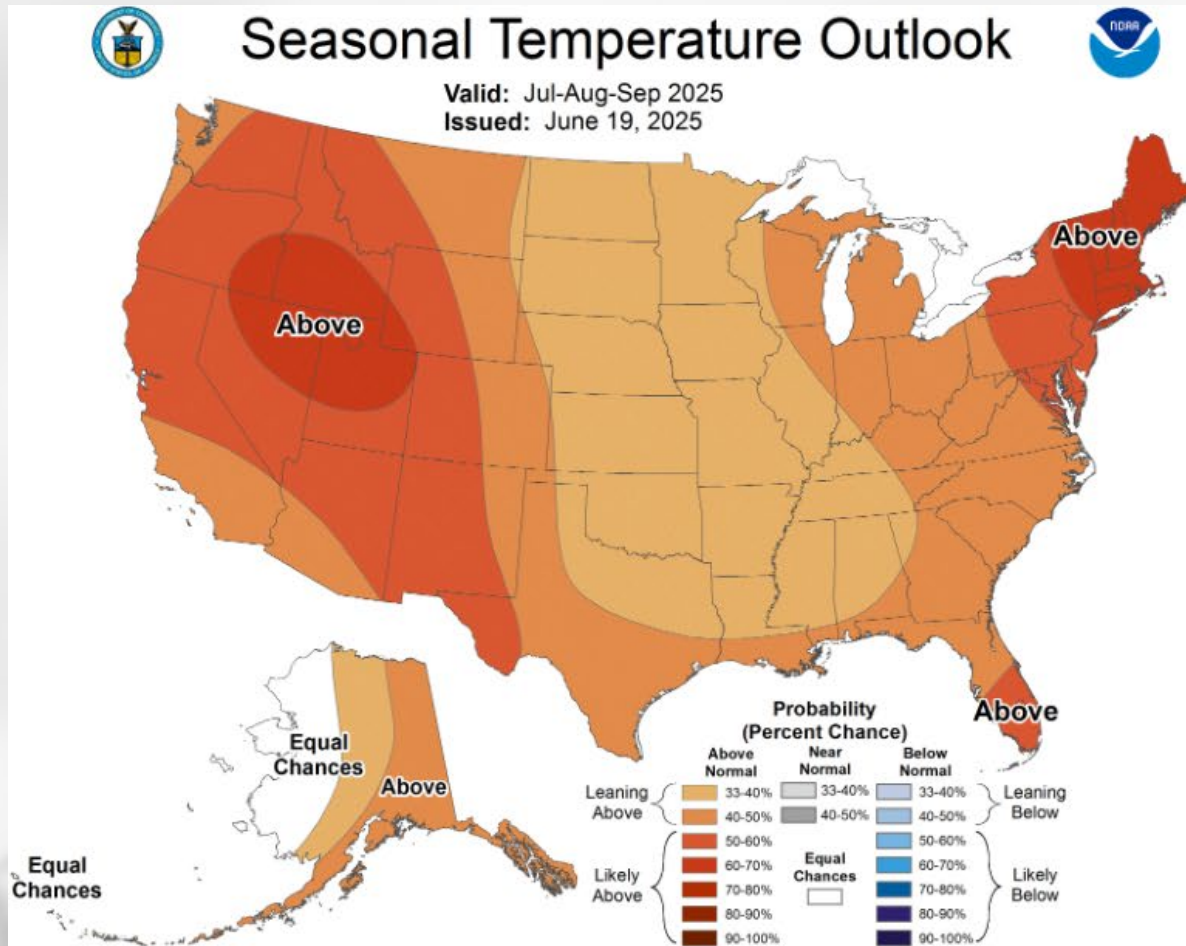 Seasonal Temperature Outlook
NOAA
Valid: Jul-Aug-Sep 2025
Issued: June 19, 2025
Above
Above
Above
Equal
Chances
Above
Equal
Chances
Probability
(Percent Chance)
Above
Normal
Near
Normal
Below
Normal
Leaning
Above
33-40%
33-40%
33-40%
Leaning
Below
40-50%
40-50%
40-50%
Likely
Above
50-60%
60-70%
70-80%
80-90%
90-100%
Equal
Chances
50-60%
60-70%
70-80%
80-90%
90-100%
Likely
Below